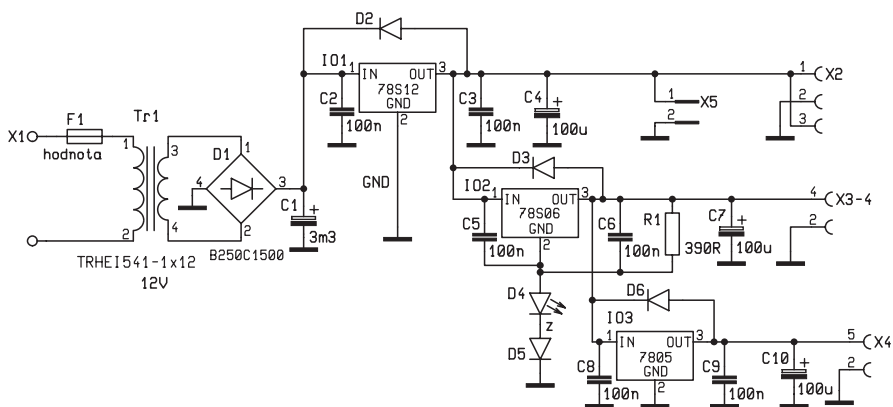 D2
IO1
1
IN
OUT
3
78S12
GND
2
C2
100n
C3
100n
C4
+
100u
1
X5
2
1
X2
2
3
X1
F1
hodnota
Tr1
1
2
3
4
TRHEI541-1x12
12V
D1
1
4
3
2
B250C1500
C1
+
3m3
GND
D3
IO2
1
IN
OUT
3
78S06
GND
2
C5
100n
C6
100n
R1
390R
C7
+
100u
4
X3-4
2
D4
Z
D5
D6
IO3
1
IN
OUT
3
7805
GND
2
C8
100n
C9
100n
C10
+
100u
5
X4
2